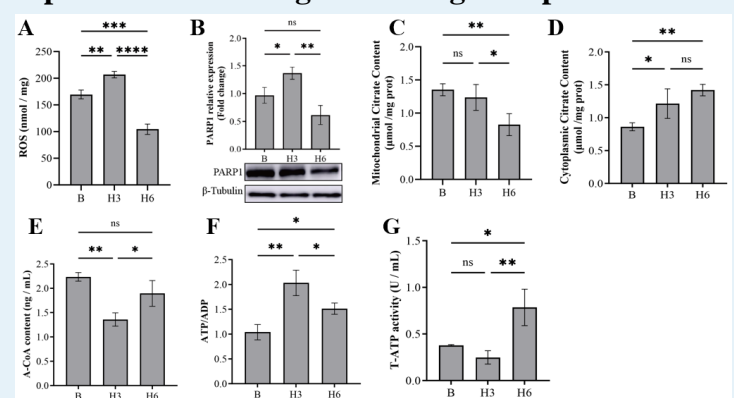 A
***
** ****
ROS (nmol / mg)
250
200
150
100
50
0
B H3 H6
B
ns
* **
PARP1 relative expression
(Fold change)
2.0
1.5
1.0
0.5
0.0
B H3 H6
PARP1
β-Tubulin
C
**
ns *
Mitochondrial Citrate Content
(μmol /mg prot)
2.0
1.5
1.0
0.5
0.0
B H3 H6
D
**
* ns
Cytoplasmic Citrate Content
(μmol /mg prot)
2.0
1.5
1.0
0.5
0.0
B H3 H6
E
ns
** *
A-CoA content (ng / mL)
2.5
2.0
1.5
1.0
0.5
0.0
B H3 H6
F
*
** *
ATP/ADP
2.5
2.0
1.5
1.0
0.5
0.0
B H3 H6
G
*
ns **
T-ATP activity (U / mL)
1.5
1.0
0.5
0.0
B H3 H6